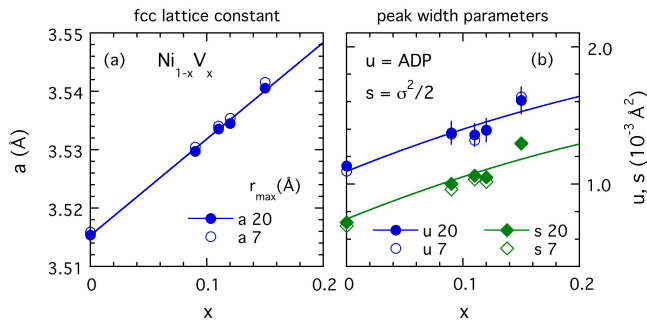 fcc lattice constant
peak width parameters
3.55
3.54
3.53
3.52
3.51
a (Å)
(a)
Ni1-xVx
rmax(Å)
a 20
a 7
0
0.1
0.2
x
(b)
u = ADP
s = σ2/2
u 20
u 7
s 20
s 7
0
0.1
0.2
x
2.0
1.0
u, s (10-3 Å2)